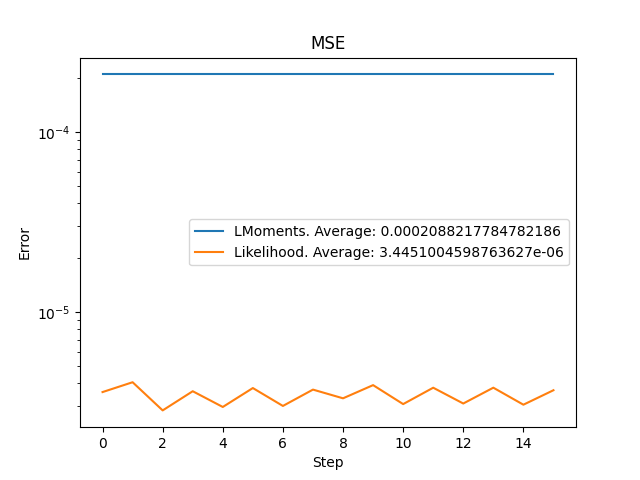 MSE
10⁻⁴
Error
LMoments. Average: 0.0002088217784782186
Likelihood. Average: 3.4451004598763627e-06
10⁻⁵
0 2 4 6 8 10 12 14
Step